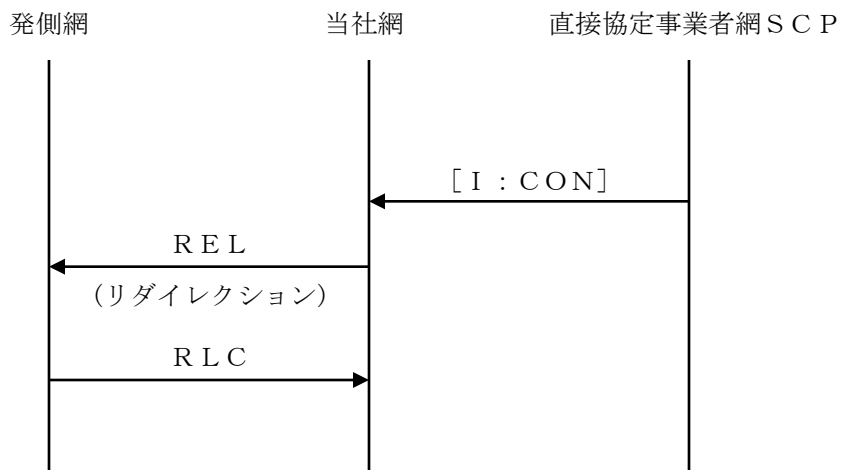 発側網
当社網
直接協定事業者網ＳＣＰ
［Ｉ：ＣＯＮ］
ＲＥＬ
（リダイレクション）
ＲＬＣ